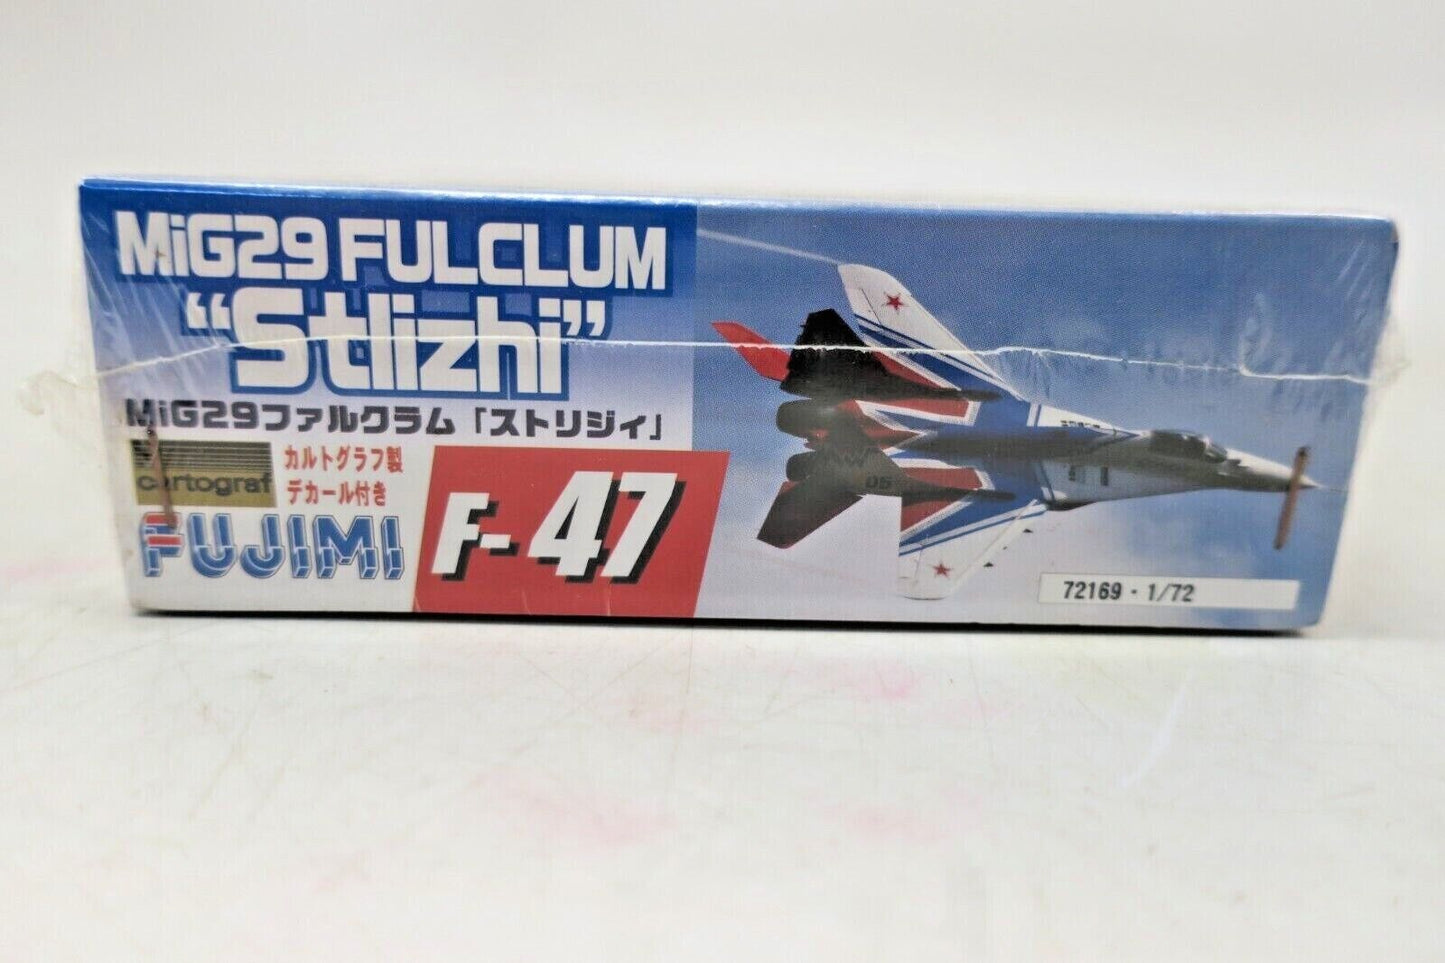 MiG29 FULCLUM
“Stlizhi”
MiG29ファルクラム「ストリジィ」
cartograf
カルトグラフ製
デカール付き
FUJIMI
F-47
05
72169・1/72